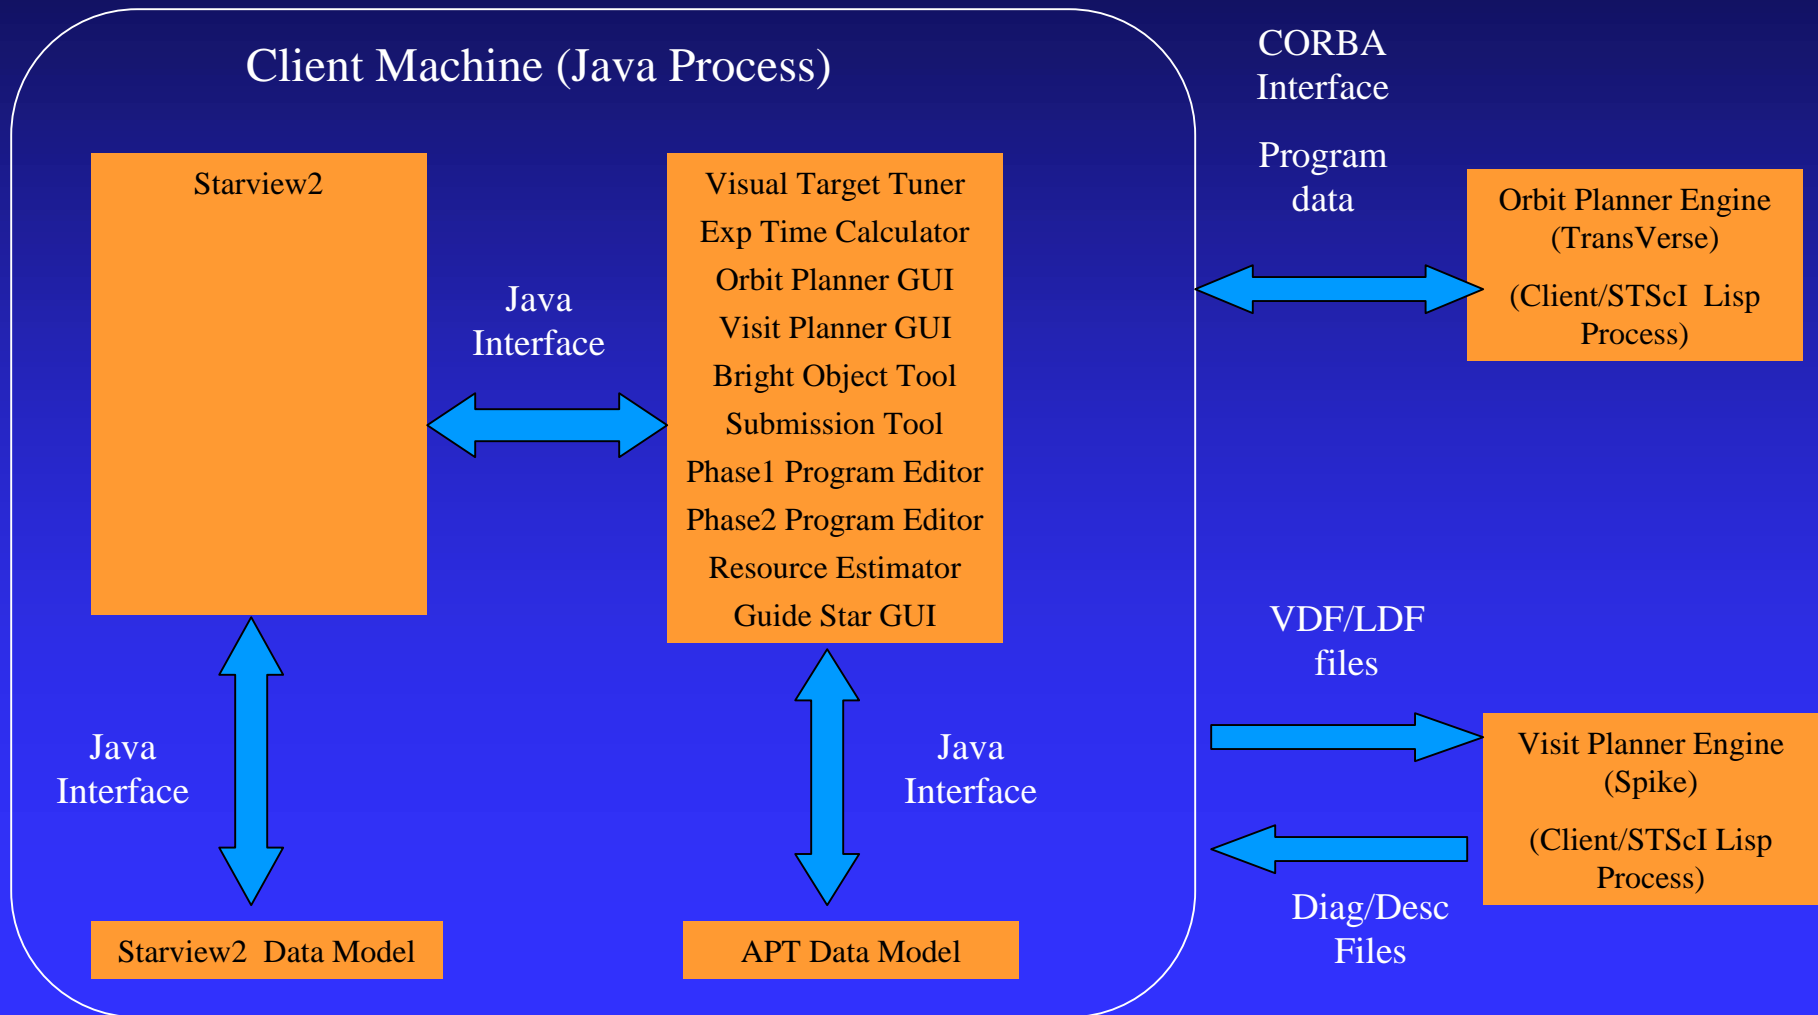 Client Machine (Java Process)
Starview2
Java
Interface
Visual Target Tuner
Exp Time Calculator
Orbit Planner GUI
Visit Planner GUI
Bright Object Tool
Submission Tool
Phase1 Program Editor
Phase2 Program Editor
Resource Estimator
Guide Star GUI
Java
Interface
Java
Interface
Starview2 Data Model
APT Data Model
CORBA
Interface
Program
data
Orbit Planner Engine
(TransVerse)
(Client/STScI Lisp
Process)
VDF/LDF
files
Visit Planner Engine
(Spike)
(Client/STScI Lisp
Process)
Diag/Desc
Files